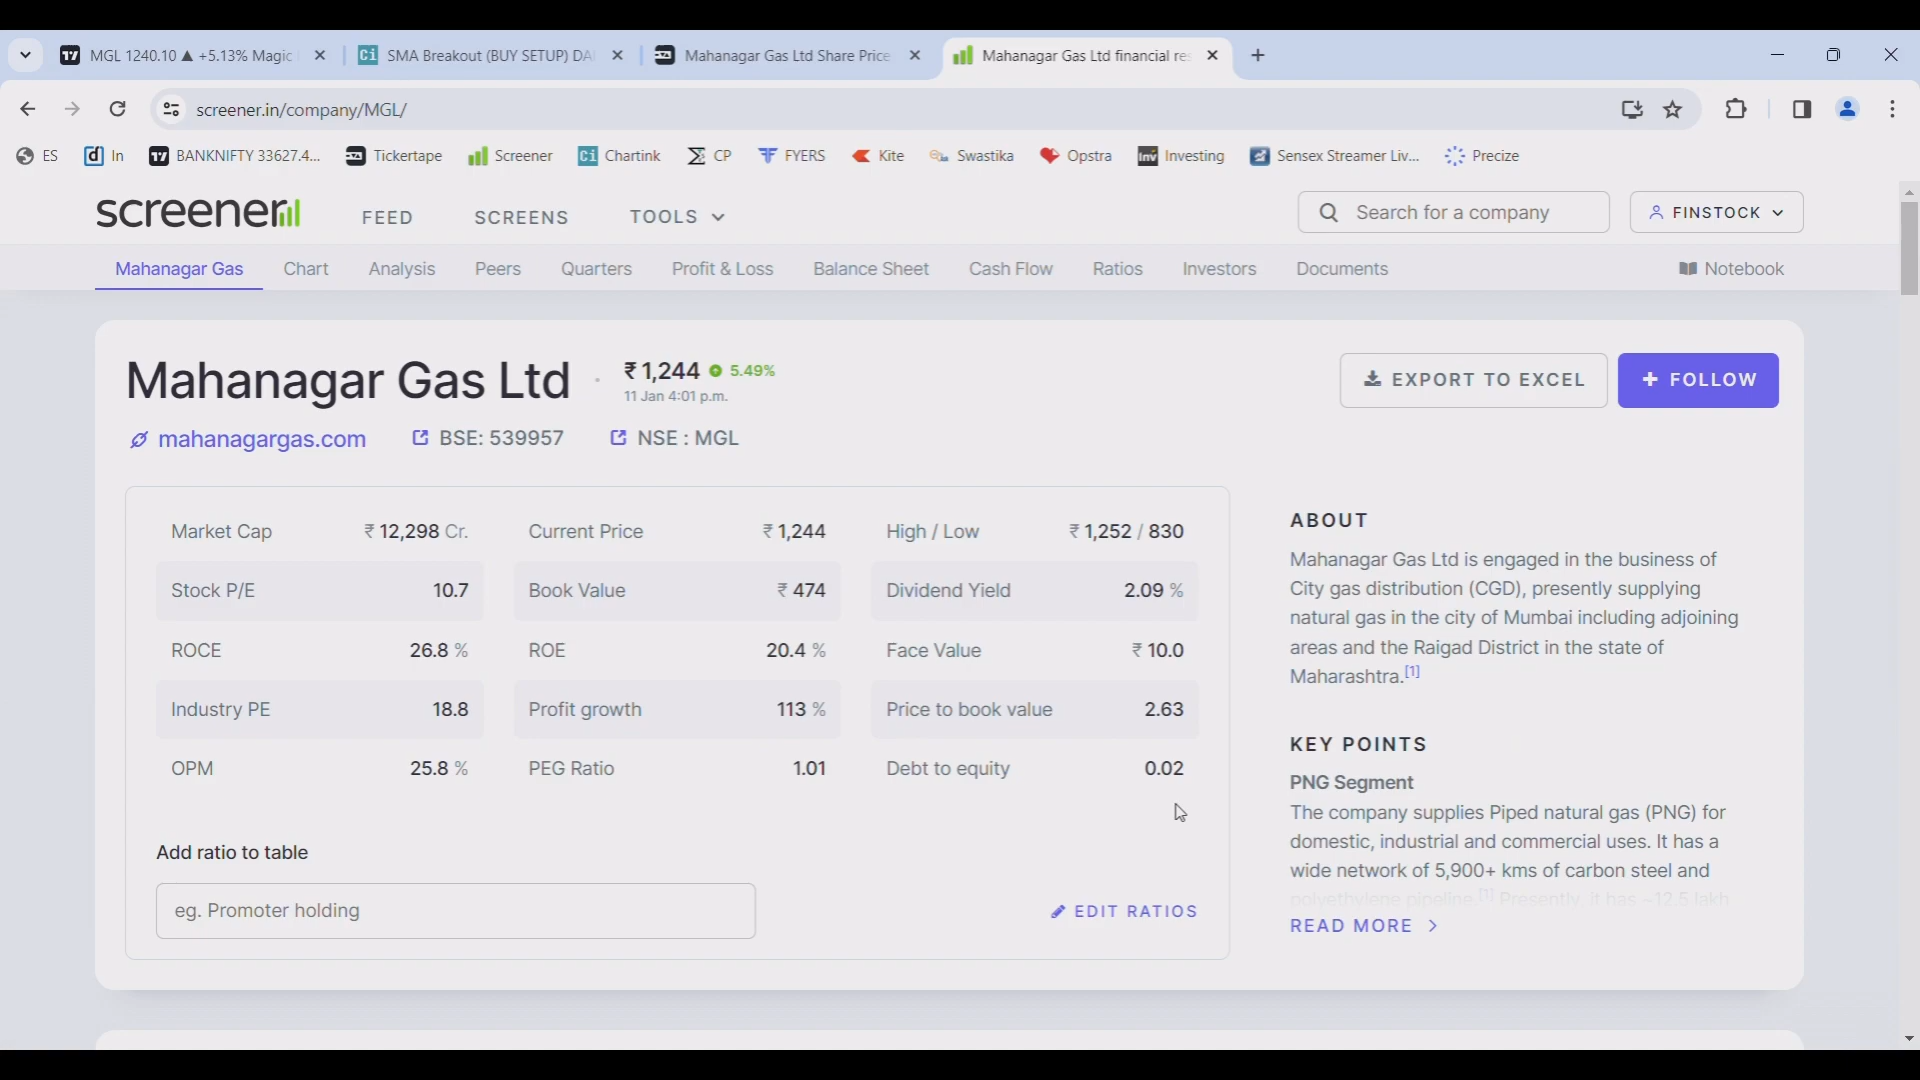 MGL 1240.10 ▲ +5.13% Magic
SMA Breakout (BUY SETUP) DA
Mahanagar Gas Ltd Share Price
Mahanagar Gas Ltd financial res
screener.in/company/MGL/
ES
In
BANKNIFTY 33627.4...
Tickertape
Screener
Chartink
CP
FYERS
Kite
Swastika
Opstra
Investing
Sensex Streamer Liv...
Precize
screener
FEED
SCREENS
TOOLS
Search for a company
FINSTOCK
Mahanagar Gas
Chart
Analysis
Peers
Quarters
Profit & Loss
Balance Sheet
Cash Flow
Ratios
Investors
Documents
Notebook
Mahanagar Gas Ltd
₹ 1,244 5.49%
11 Jan 4:01 p.m.
EXPORT TO EXCEL
+ FOLLOW
mahanagargas.com
BSE: 539957
NSE : MGL
Market Cap ₹ 12,298 Cr.
Current Price ₹ 1,244
High / Low ₹ 1,252 / 830
Stock P/E 10.7
Book Value ₹ 474
Dividend Yield 2.09 %
ROCE 26.8 %
ROE 20.4 %
Face Value ₹ 10.0
Industry PE 18.8
Profit growth 113 %
Price to book value 2.63
OPM 25.8 %
PEG Ratio 1.01
Debt to equity 0.02
Add ratio to table
eg. Promoter holding
EDIT RATIOS
ABOUT
Mahanagar Gas Ltd is engaged in the business of
City gas distribution (CGD), presently supplying
natural gas in the city of Mumbai including adjoining
areas and the Raigad District in the state of
Maharashtra.[1]
KEY POINTS
PNG Segment
The company supplies Piped natural gas (PNG) for
domestic, industrial and commercial uses. It has a
wide network of 5,900+ kms of carbon steel and
polyethylene pipeline.[1] Presently, it has ~12.5 lakh
READ MORE